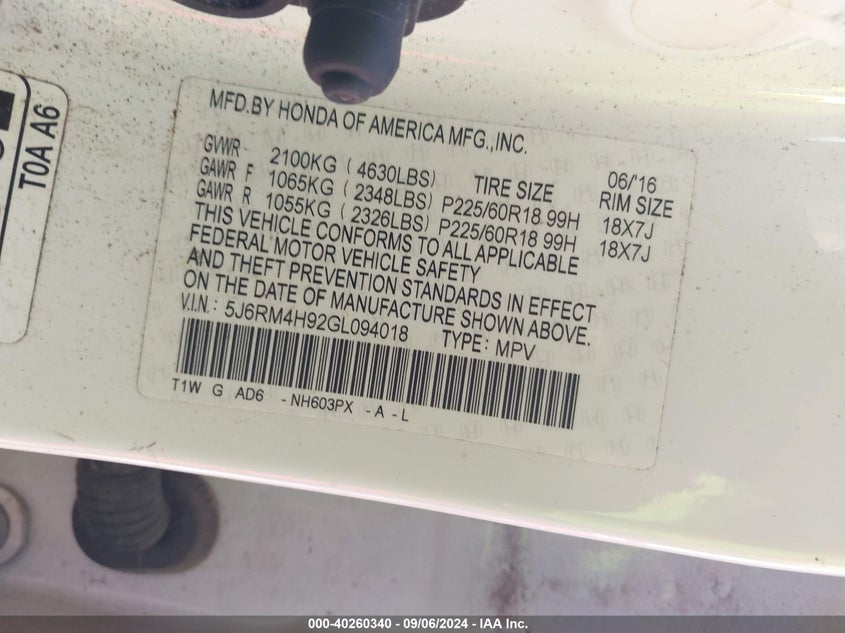 T0A A6
MFD.BY HONDA OF AMERICA MFG.,INC.
GVWR 2100KG ( 4630LBS) TIRE SIZE 06/'16 RIM SIZE
GAWR F 1065KG ( 2348LBS) P225/60R18 99H 18X7J
GAWR R 1055KG ( 2326LBS) P225/60R18 99H 18X7J
THIS VEHICLE CONFORMS TO ALL APPLICABLE
FEDERAL MOTOR VEHICLE SAFETY
AND THEFT PREVENTION STANDARDS IN EFFECT
ON THE DATE OF MANUFACTURE SHOWN ABOVE.
V.I.N: 5J6RM4H92GL094018 TYPE: MPV
T1W G AD6 - NH603PX - A - L
000-40260340 - 09/06/2024 - IAA Inc.